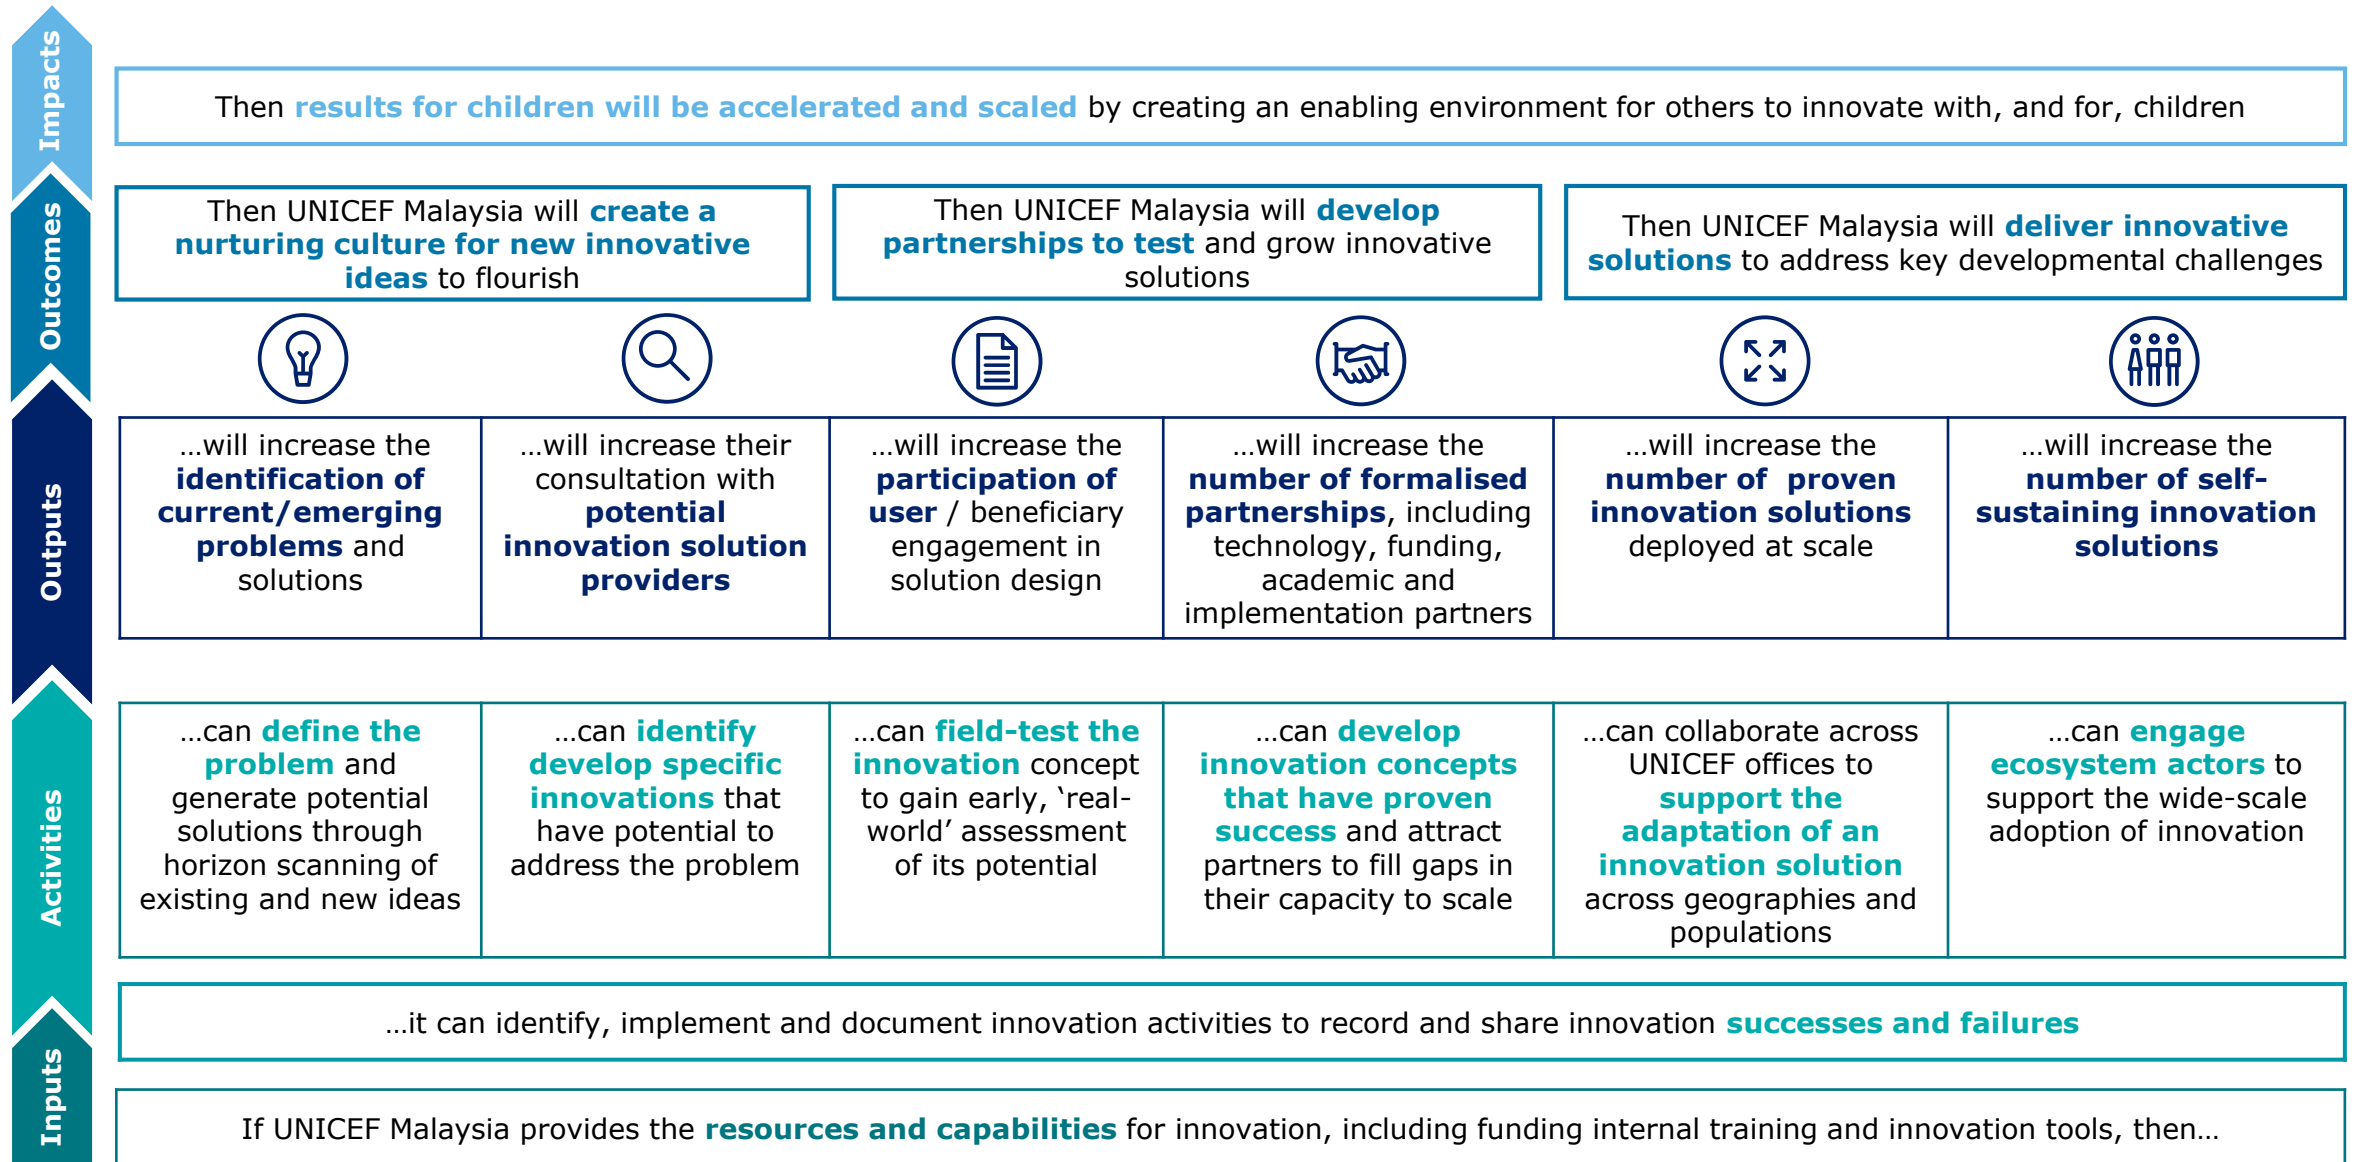 Impacts
Then results for children will be accelerated and scaled by creating an enabling environment for others to innovate with, and for, children
Outcomes
Then UNICEF Malaysia will create a
nurturing culture for new innovative
ideas to flourish
Then UNICEF Malaysia will develop
partnerships to test and grow innovative
solutions
Then UNICEF Malaysia will deliver innovative
solutions to address key developmental challenges
Outputs
…will increase the
identification of
current/emerging
problems and
solutions
…will increase their
consultation with
potential
innovation solution
providers
…will increase the
participation of
user / beneficiary
engagement in
solution design
…will increase the
number of formalised
partnerships, including
technology, funding,
academic and
implementation partners
…will increase the
number of  proven
innovation solutions
deployed at scale
…will increase the
number of self-
sustaining innovation
solutions
Activities
…can define the
problem and
generate potential
solutions through
horizon scanning of
existing and new ideas
…can identify
develop specific
innovations that
have potential to
address the problem
…can field-test the
innovation concept
to gain early, ‘real-
world’ assessment
of its potential
…can develop
innovation concepts
that have proven
success and attract
partners to fill gaps in
their capacity to scale
…can collaborate across
UNICEF offices to
support the
adaptation of an
innovation solution
across geographies and
populations
…can engage
ecosystem actors to
support the wide-scale
adoption of innovation
…it can identify, implement and document innovation activities to record and share innovation successes and failures
Inputs
If UNICEF Malaysia provides the resources and capabilities for innovation, including funding internal training and innovation tools, then…